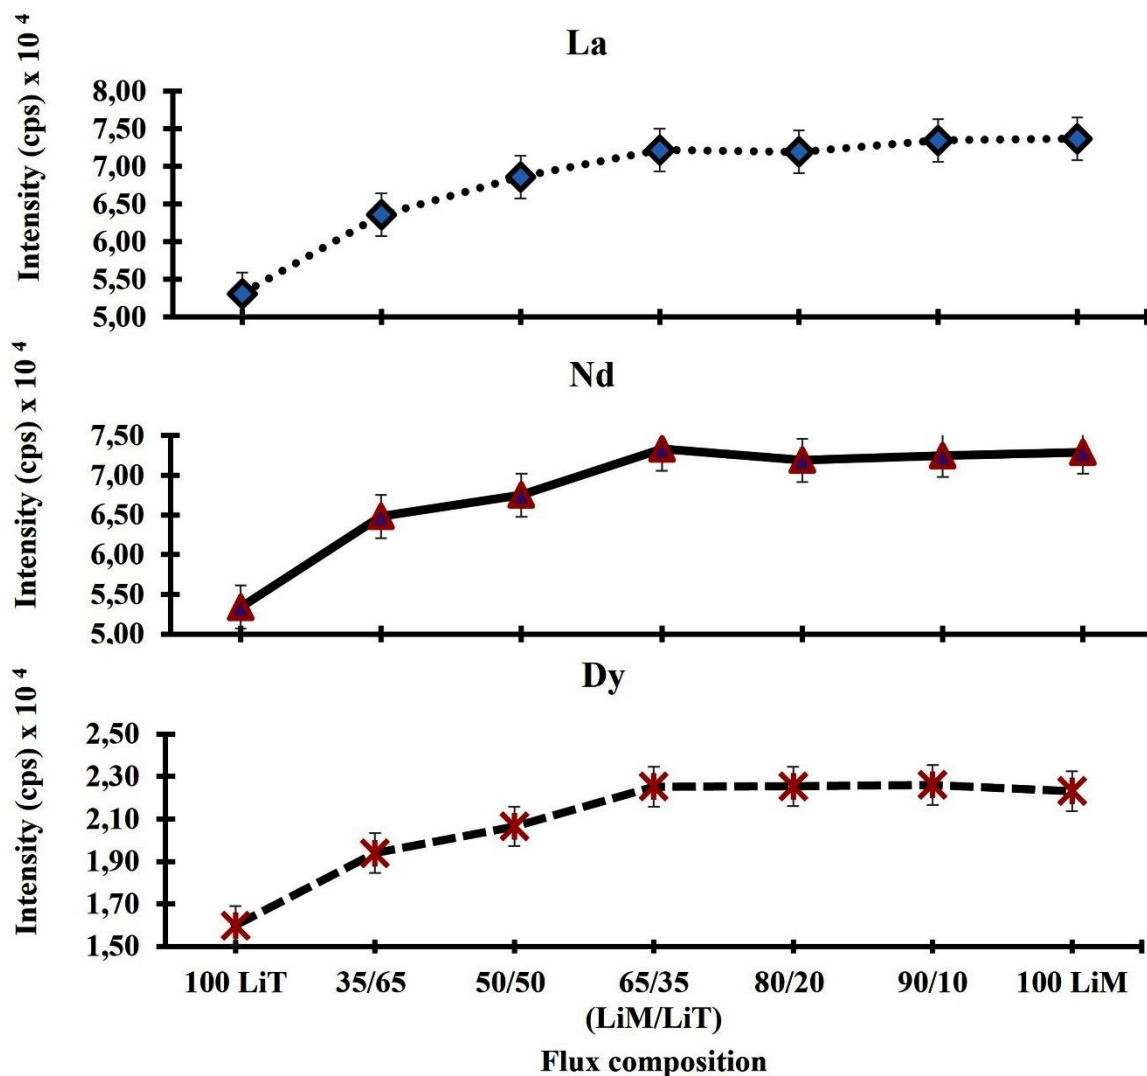 La
Intensity (cps) x 10 4
8,00
7,50
7,00
6,50
6,00
5,50
5,00
Nd
Intensity (cps) x 10 4
7,50
7,00
6,50
6,00
5,50
5,00
Dy
Intensity (cps) x 10 4
2,50
2,30
2,10
1,90
1,70
1,50
100 LiT 35/65 50/50 65/35 80/20 90/10 100 LiM
(LiM/LiT)
Flux composition